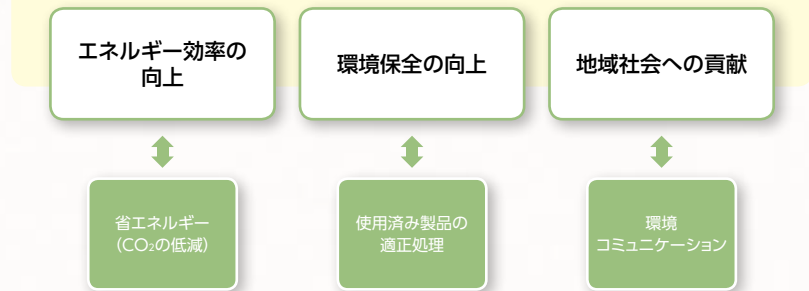 エネルギー効率の
向上
環境保全の向上
地域社会への貢献
省エネルギー
(CO₂の低減)
使用済み製品の
適正処理
環境
コミュニケーション